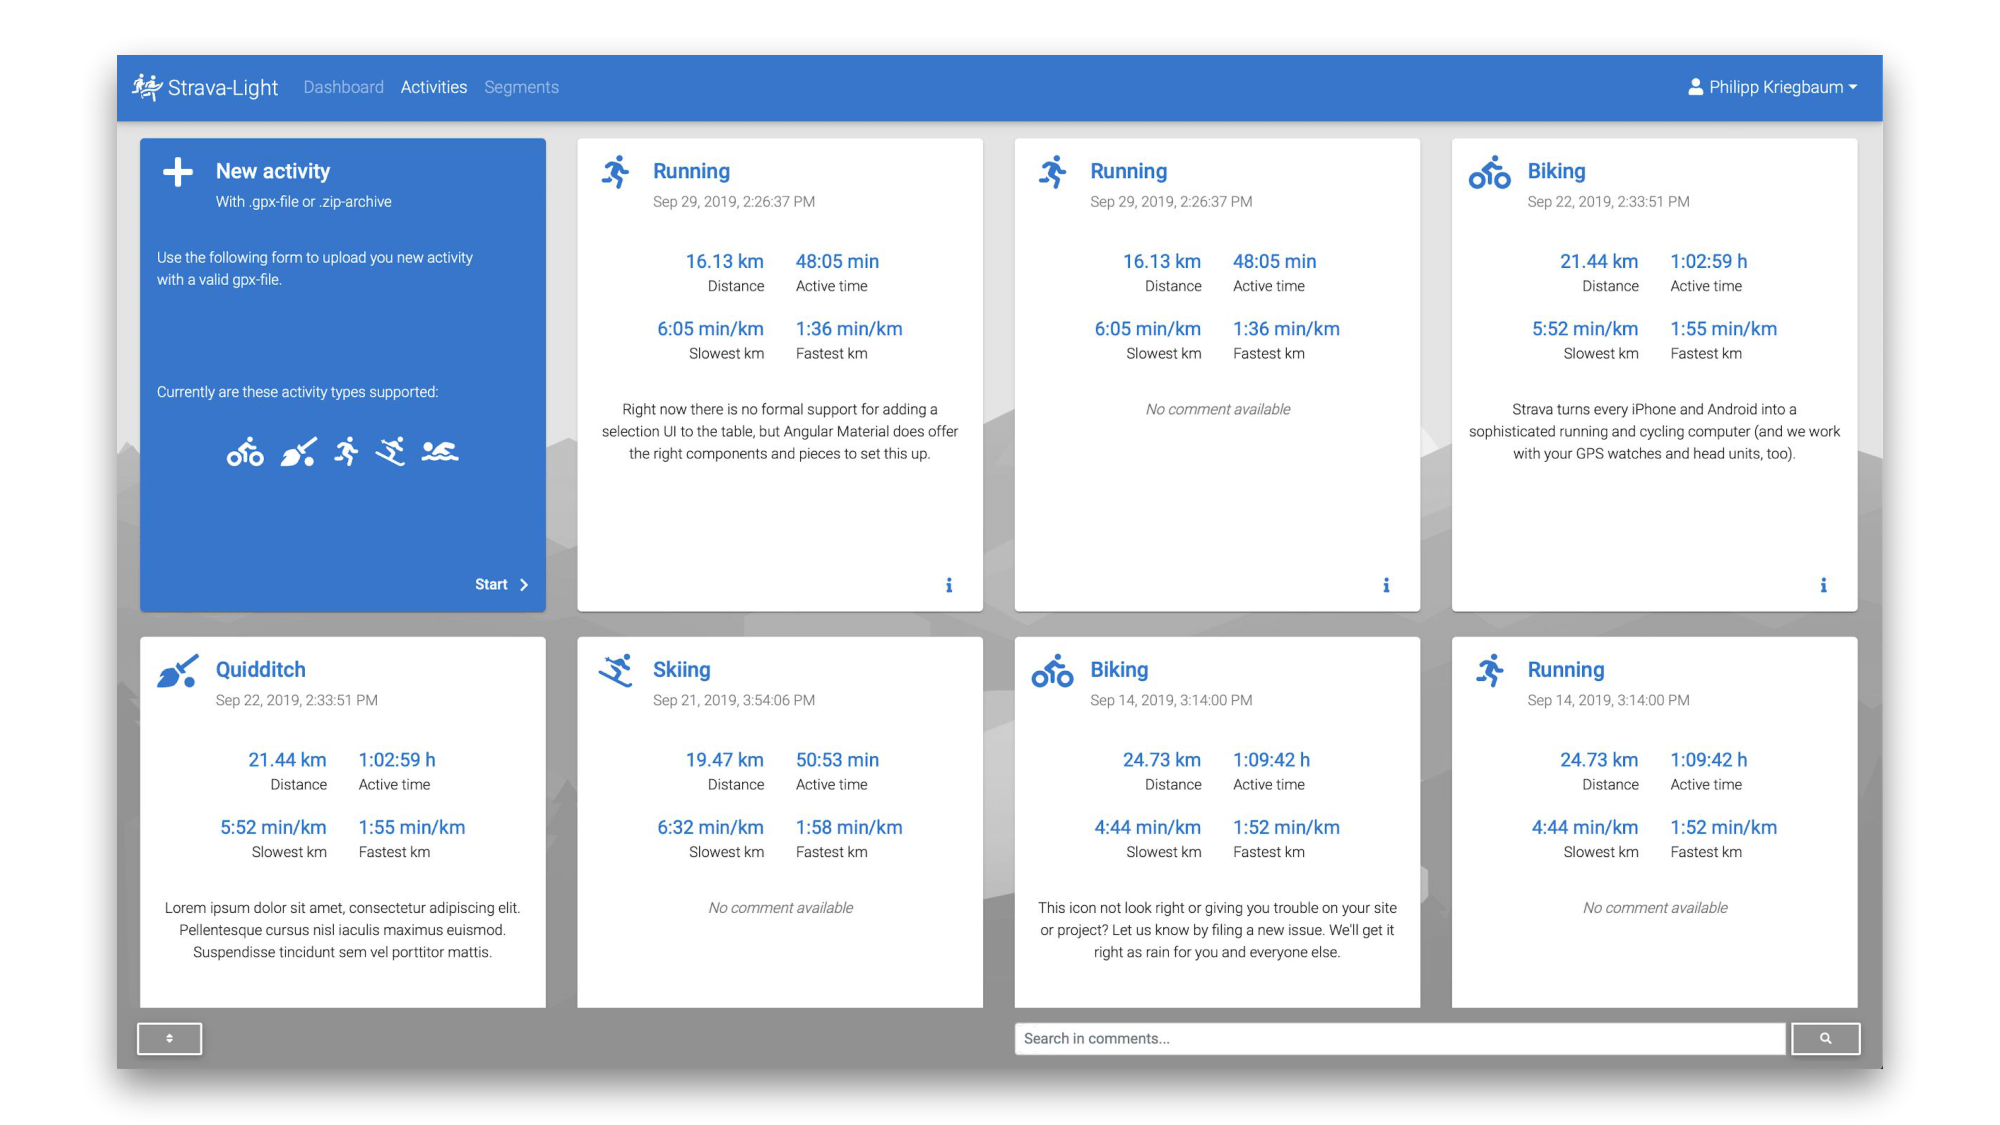 Strava-Light Dashboard Activities Segments Philipp Kriegbaum
New activity
With .gpx-file or .zip-archive
Use the following form to upload you new activity
with a valid gpx-file.
Currently are these activity types supported:
Start
Running
Sep 29, 2019, 2:26:37 PM
16.13 km 48:05 min
Distance Active time
6:05 min/km 1:36 min/km
Slowest km Fastest km
Right now there is no formal support for adding a
selection UI to the table, but Angular Material does offer
the right components and pieces to set this up.
Running
Sep 29, 2019, 2:26:37 PM
16.13 km 48:05 min
Distance Active time
6:05 min/km 1:36 min/km
Slowest km Fastest km
No comment available
Biking
Sep 22, 2019, 2:33:51 PM
21.44 km 1:02:59 h
Distance Active time
5:52 min/km 1:55 min/km
Slowest km Fastest km
Strava turns every iPhone and Android into a
sophisticated running and cycling computer (and we work
with your GPS watches and head units, too).
Quidditch
Sep 22, 2019, 2:33:51 PM
21.44 km 1:02:59 h
Distance Active time
5:52 min/km 1:55 min/km
Slowest km Fastest km
Lorem ipsum dolor sit amet, consectetur adipiscing elit.
Pellentesque cursus nisl iaculis maximus euismod.
Suspendisse tincidunt sem vel porttitor mattis.
Skiing
Sep 21, 2019, 3:54:06 PM
19.47 km 50:53 min
Distance Active time
6:32 min/km 1:58 min/km
Slowest km Fastest km
No comment available
Biking
Sep 14, 2019, 3:14:00 PM
24.73 km 1:09:42 h
Distance Active time
4:44 min/km 1:52 min/km
Slowest km Fastest km
This icon not look right or giving you trouble on your site
or project? Let us know by filing a new issue. We'll get it
right as rain for you and everyone else.
Running
Sep 14, 2019, 3:14:00 PM
24.73 km 1:09:42 h
Distance Active time
4:44 min/km 1:52 min/km
Slowest km Fastest km
No comment available
Search in comments...